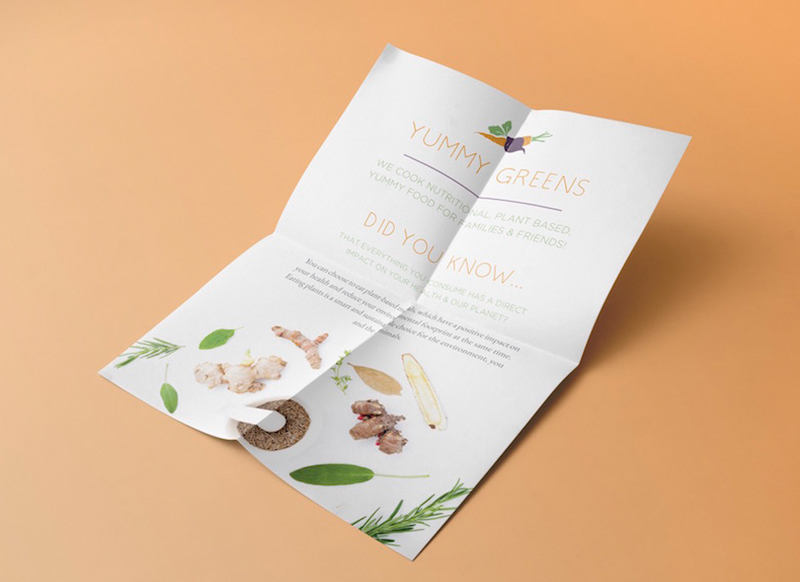 YUMMY GREENS
WE COOK NUTRITIONAL, PLANT BASED,
YUMMY FOOD FOR FAMILIES & FRIENDS!
DID YOU KNOW...
THAT EVERYTHING YOU CONSUME HAS A DIRECT
IMPACT ON YOUR HEALTH & OUR PLANET?
You can choose to eat plant based meals, which have a positive impact on
your health and reduce your environmental footprint at the same time.
Eating plants is a smart and sustainable choice for the environment, you
and the animals.